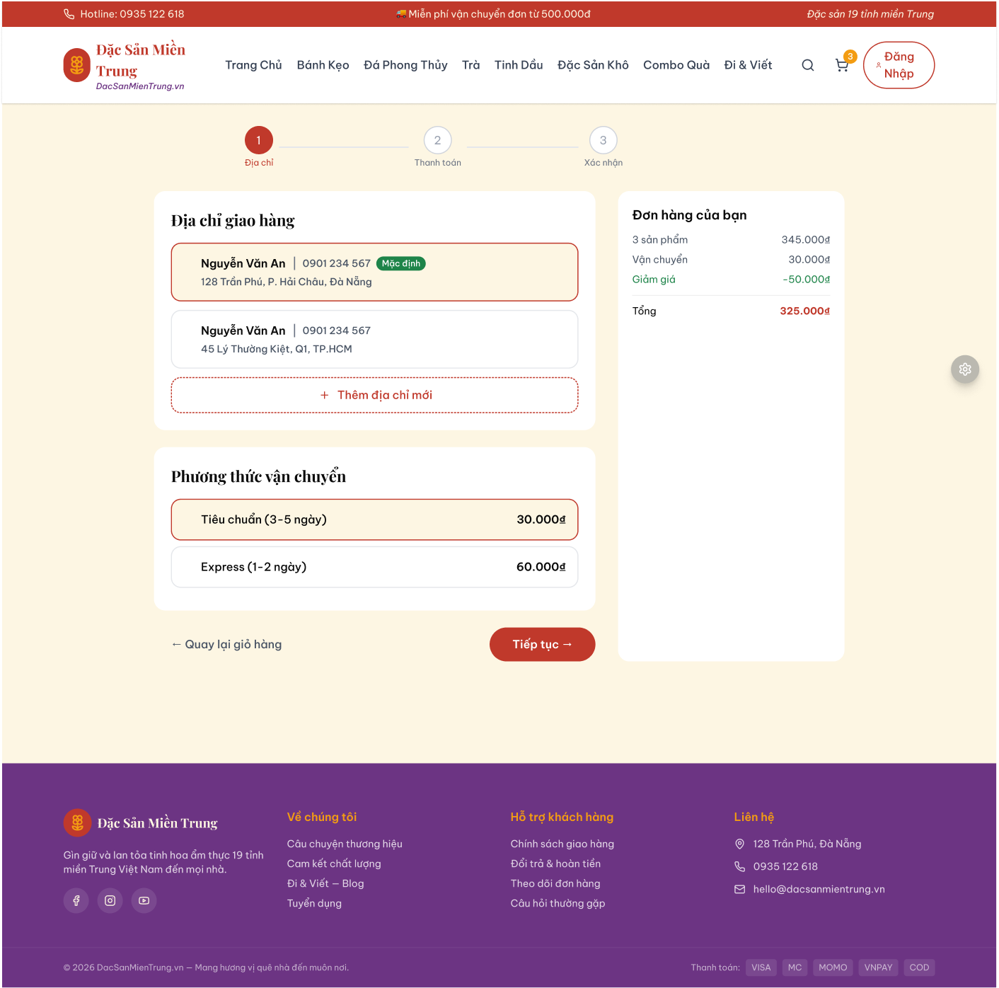 Hotline: 0935 122 618
🚚 Miễn phí vận chuyển đơn từ 500.000đ
Đặc sản 19 tỉnh miền Trung
Đặc Sản Miền
Trung
DacSanMienTrung.vn
Trang Chủ
Bánh Kẹo
Đá Phong Thủy
Trà
Tinh Dầu
Đặc Sản Khô
Combo Quà
Đi & Viết
3
Đăng
Nhập
1
Địa chỉ
2
Thanh toán
3
Xác nhận
Địa chỉ giao hàng
Nguyễn Văn An | 0901 234 567 Mặc định
128 Trần Phú, P. Hải Châu, Đà Nẵng
Nguyễn Văn An | 0901 234 567
45 Lý Thường Kiệt, Q1, TP.HCM
+ Thêm địa chỉ mới
Phương thức vận chuyển
Tiêu chuẩn (3-5 ngày) 30.000₫
Express (1-2 ngày) 60.000₫
← Quay lại giỏ hàng
Tiếp tục →
Đơn hàng của bạn
3 sản phẩm 345.000₫
Vận chuyển 30.000₫
Giảm giá -50.000₫
Tổng 325.000₫
Đặc Sản Miền Trung
Gìn giữ và lan tỏa tinh hoa ẩm thực 19 tỉnh
miền Trung Việt Nam đến mọi nhà.
Về chúng tôi
Câu chuyện thương hiệu
Cam kết chất lượng
Đi & Viết — Blog
Tuyển dụng
Hỗ trợ khách hàng
Chính sách giao hàng
Đổi trả & hoàn tiền
Theo dõi đơn hàng
Câu hỏi thường gặp
Liên hệ
128 Trần Phú, Đà Nẵng
0935 122 618
hello@dacsanmientrung.vn
© 2026 DacSanMienTrung.vn — Mang hương vị quê nhà đến muôn nơi.
Thanh toán: VISA MC MOMO VNPAY COD